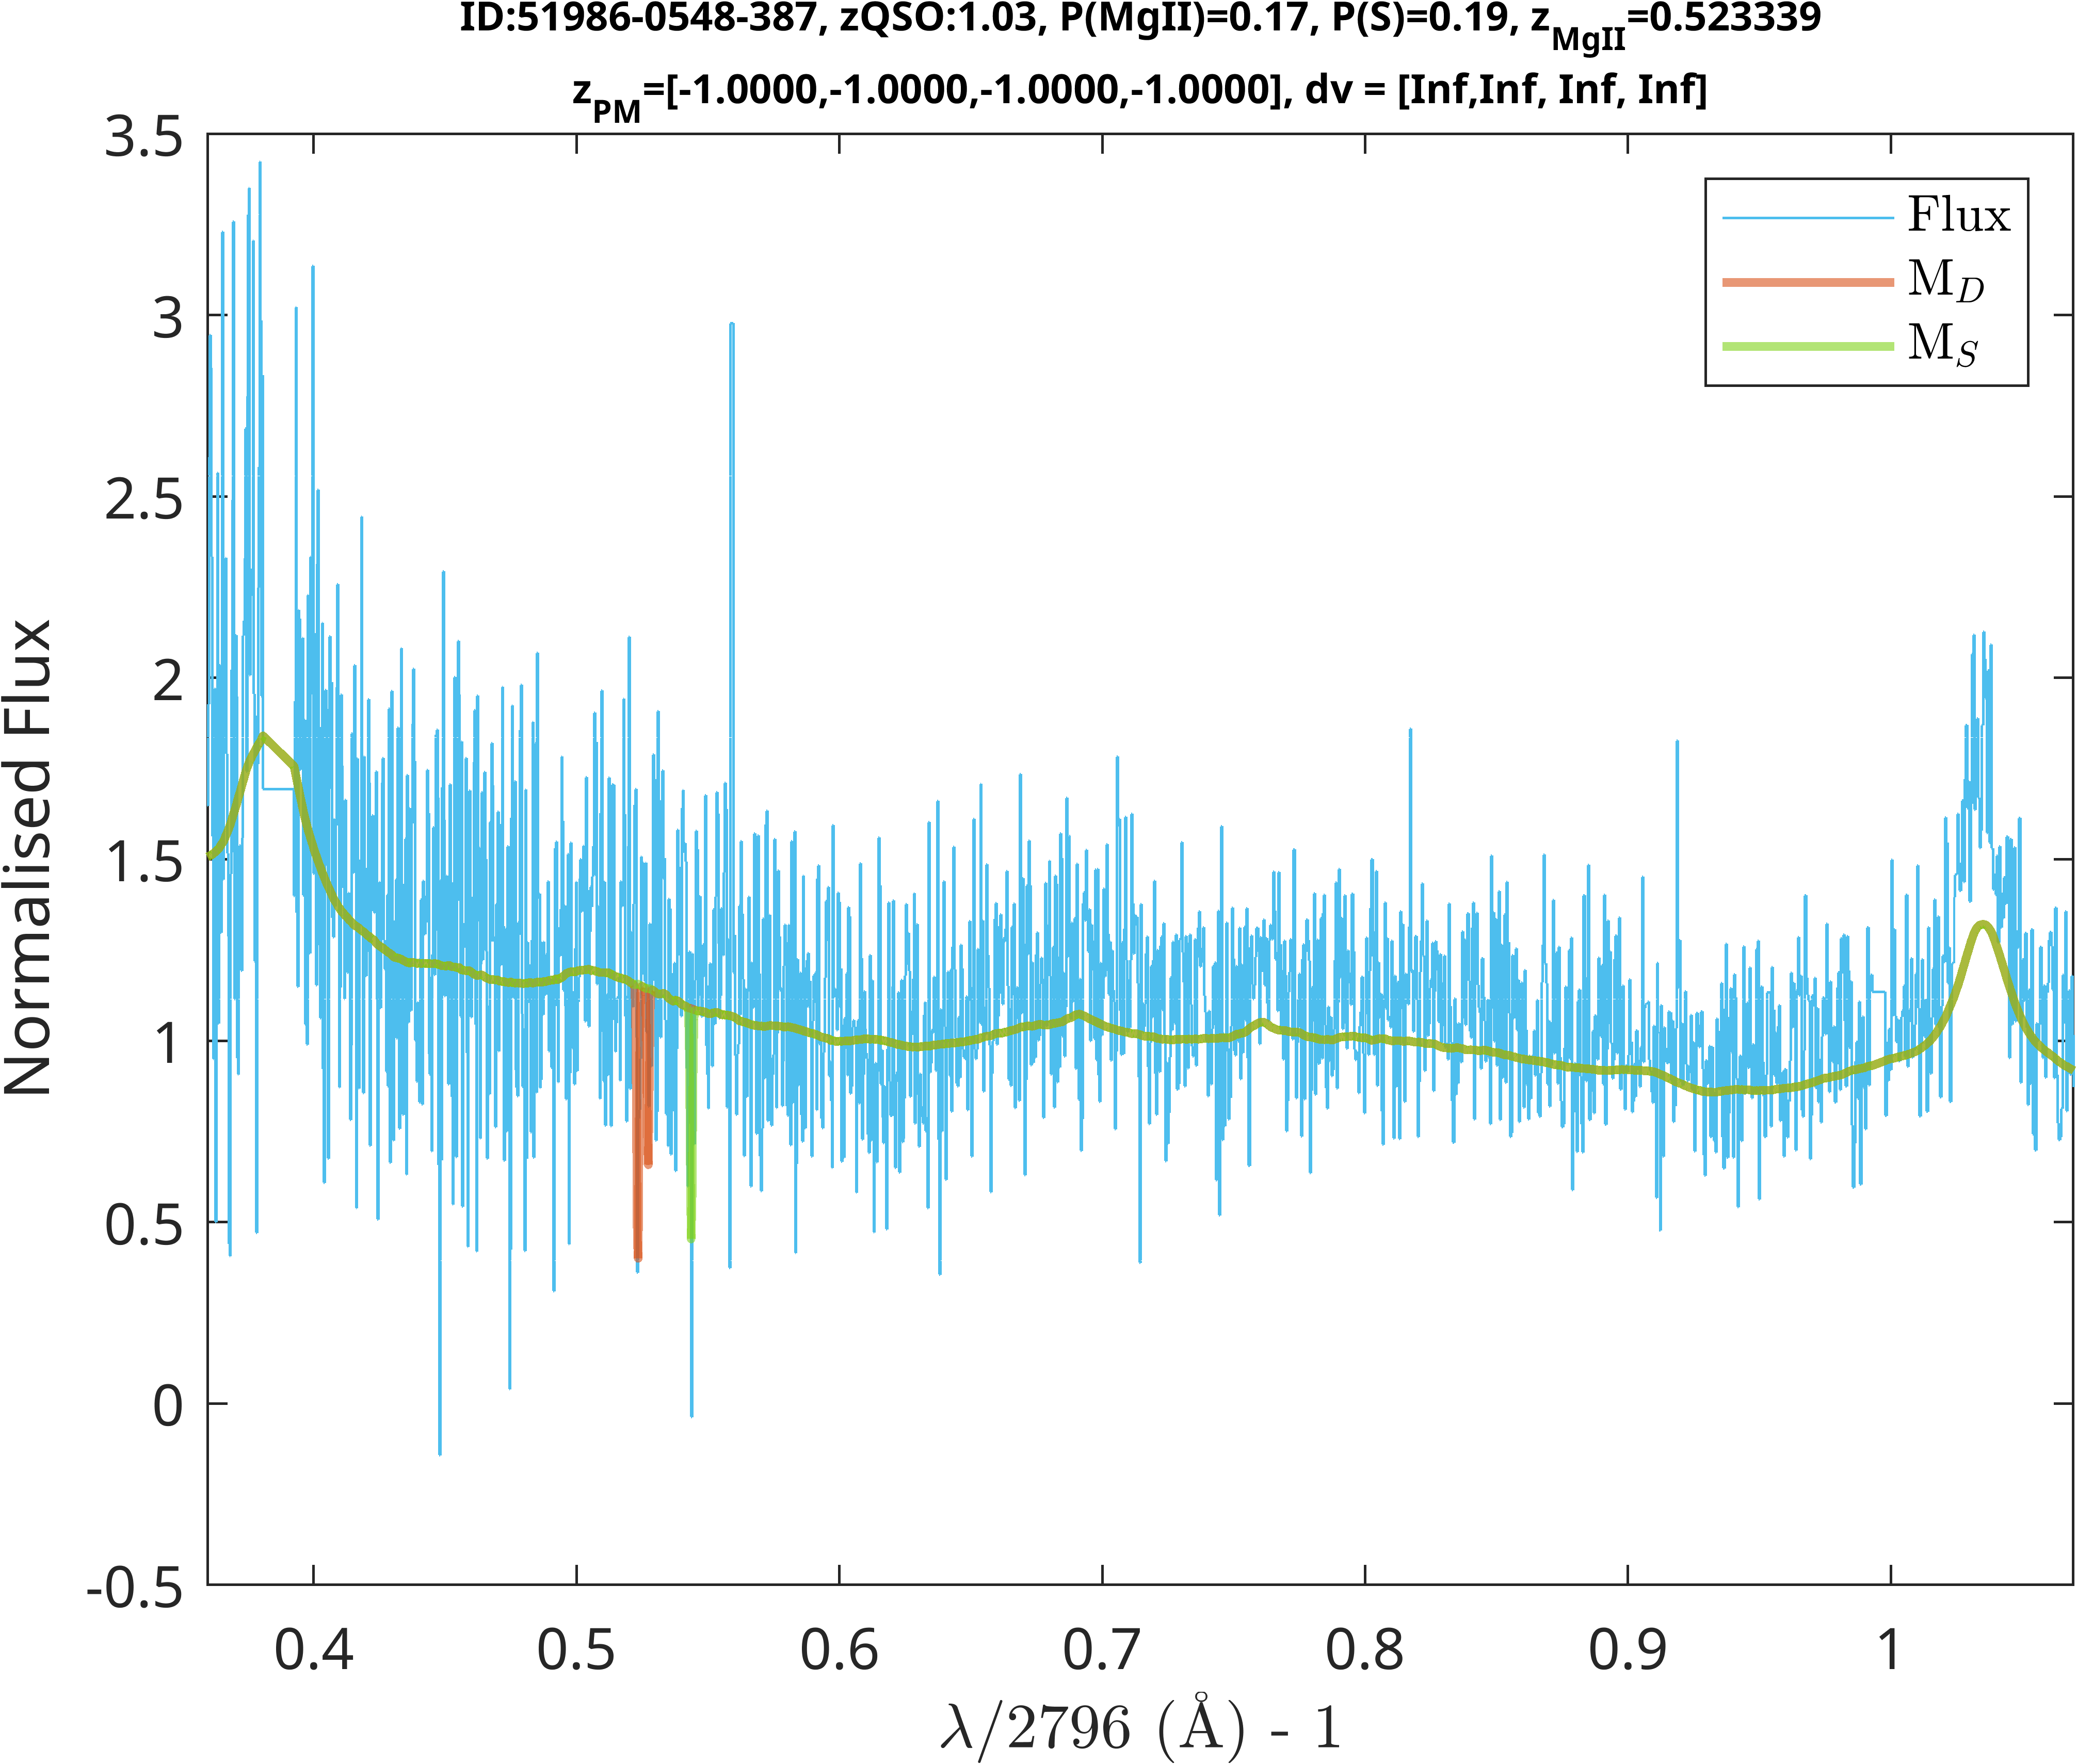 ID:51986-0548-387, zQSO:1.03, P(MgII)=0.17, P(S)=0.19, zMgII=0.523339
zPM=[-1.0000,-1.0000,-1.0000,-1.0000], dv = [Inf,Inf, Inf, Inf]
3.5
3
2.5
2
1.5
1
0.5
0
-0.5
Normalised Flux
Flux
MD
MS
0.4 0.5 0.6 0.7 0.8 0.9 1
λ/2796 (Å) - 1